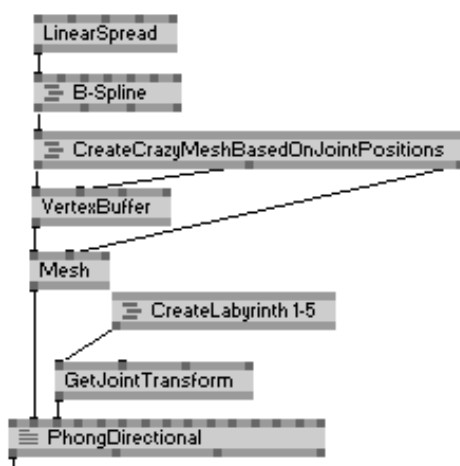 LinearSpread
B-Spline
CreateCrazyMeshBasedOnJointPositions
VertexBuffer
Mesh
CreateLabyrinth 1-5
GetJointTransform
PhongDirectional